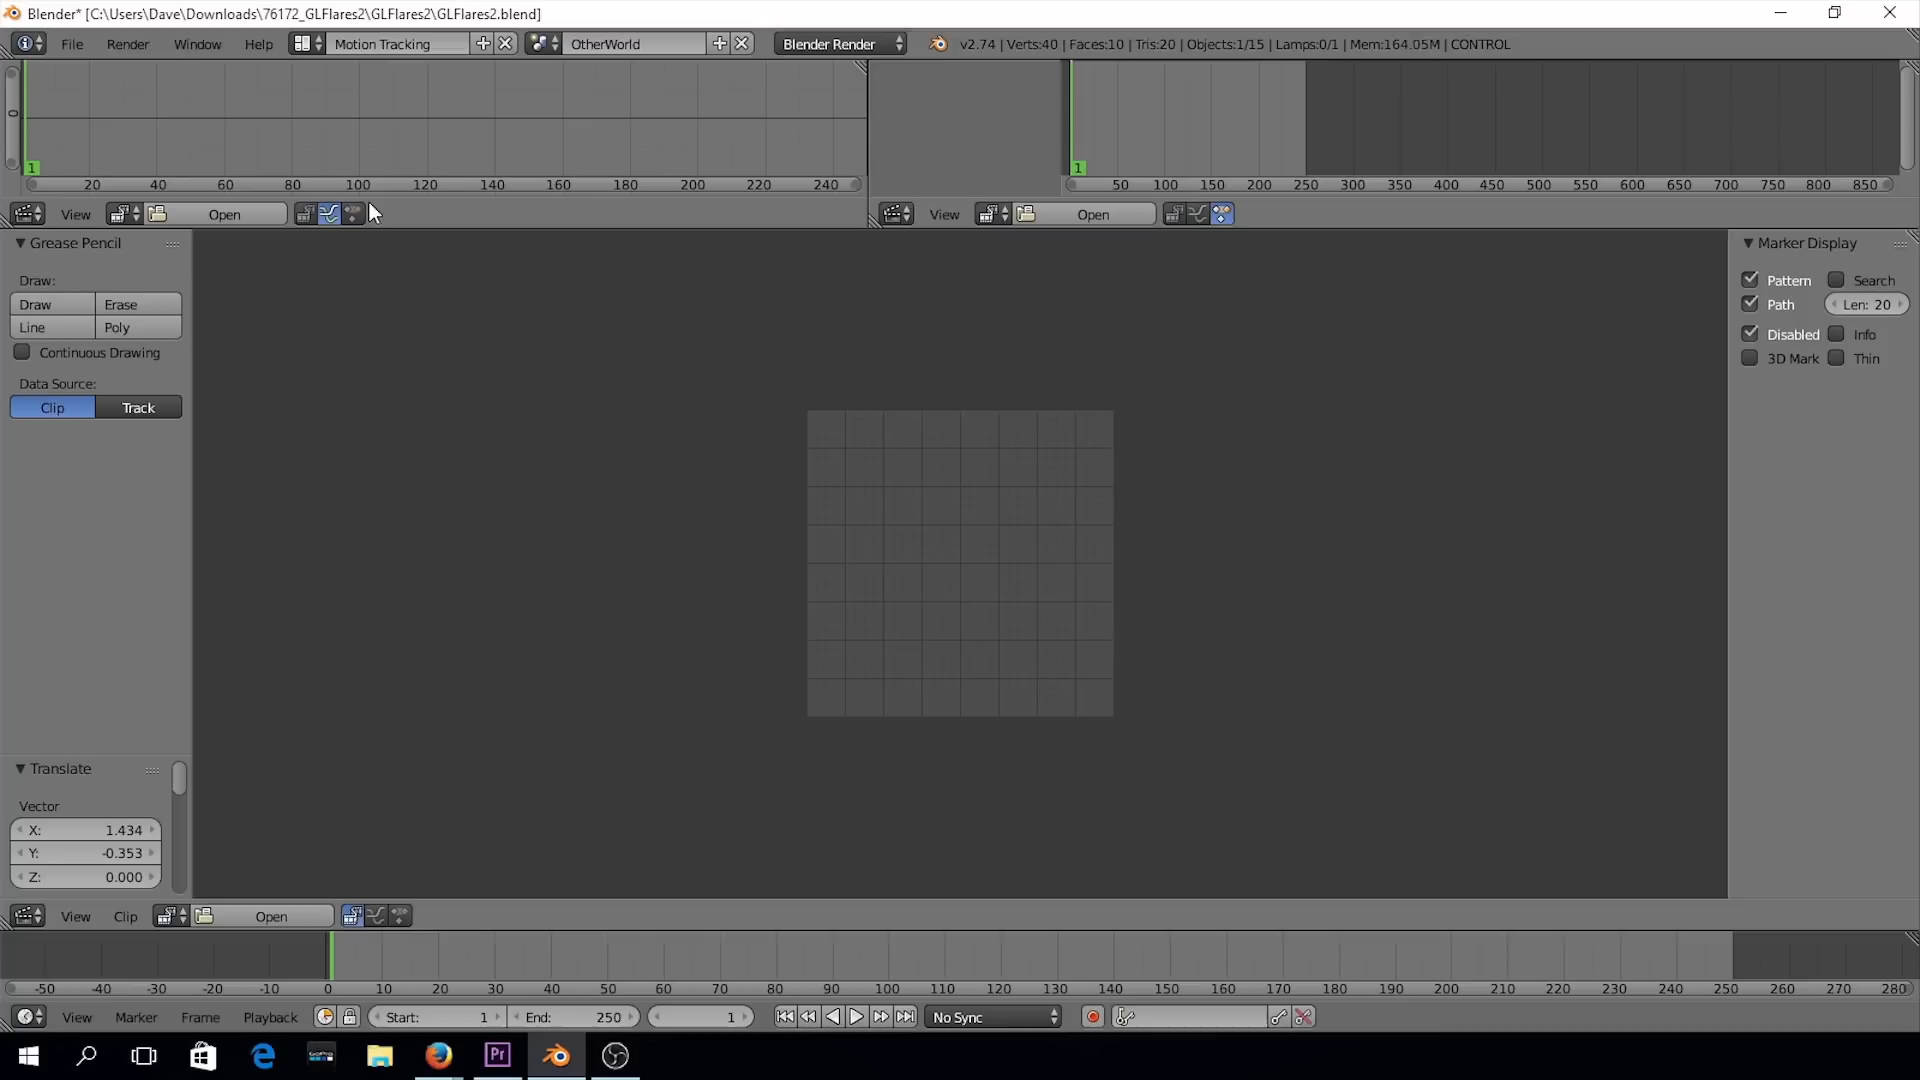 Blender* [C:\Users\Dave\Downloads\76172_GLFlares2\GLFlares2\GLFlares2.blend]
File Render Window Help Motion Tracking OtherWorld Blender Render v2.74 | Verts:40 | Faces:10 | Tris:20 | Objects:1/15 | Lamps:0/1 | Mem:164.05M | CONTROL
0
1 1
20 40 60 80 100 120 140 160 180 200 220 240 50 100 150 200 250 300 350 400 450 500 550 600 650 700 750 800 850
View Open View Open
Grease Pencil
Draw:
Draw Erase
Line Poly
Continuous Drawing
Data Source:
Clip Track
Marker Display
Pattern Search
Path Len: 20
Disabled Info
3D Mark Thin
Translate
Vector
X: 1.434
Y: -0.353
Z: 0.000
View Clip Open
-50 -40 -30 -20 -10 0 10 20 30 40 50 60 70 80 90 100 110 120 130 140 150 160 170 180 190 200 210 220 230 240 250 260 270 280
View Marker Frame Playback Start: 1 End: 250 1 No Sync
GoPro
Pr